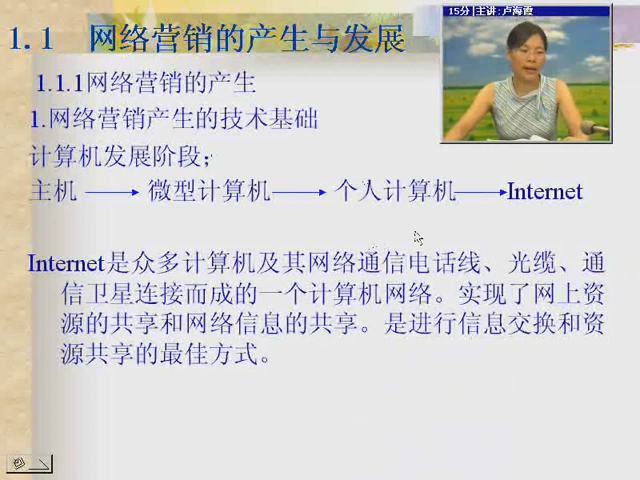 1.1 网络营销的产生与发展
15分|主讲:卢海霞
1.1.1网络营销的产生
1.网络营销产生的技术基础
计算机发展阶段；
主机 微型计算机 个人计算机 Internet
Internet是众多计算机及其网络通信电话线、光缆、通
信卫星连接而成的一个计算机网络。实现了网上资
源的共享和网络信息的共享。是进行信息交换和资
源共享的最佳方式。